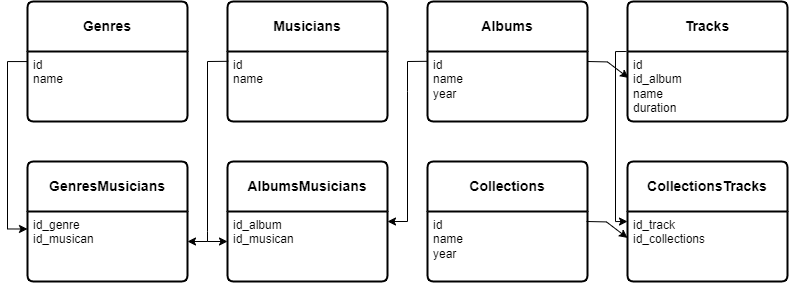 Genres
id
name
Musicians
id
name
Albums
id
name
year
Tracks
id
id_album
name
duration
GenresMusicians
id_genre
id_musican
AlbumsMusicians
id_album
id_musican
Collections
id
name
year
CollectionsTracks
id_track
id_collections